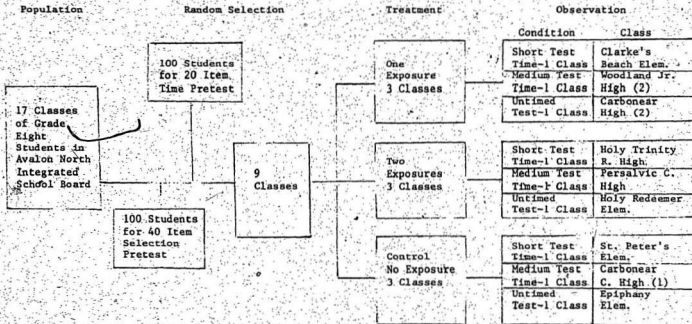 Population Random Selection Treatment Observation
Condition Class
100 Students
for 20 Item
Time Pretest
17 Classes
of Grade
Eight
Students in
Avalon North
Integrated
School Board
100 Students
for 40 Item
Selection
Pretest
9
Classes
One
Exposure
3 Classes
Short Test Clarke's
Time-1 Class Beach Elem.
Medium Test Woodland Jr.
Time-1 Class High (2)
Untimed Carbonear
Test-1 Class High (2)
Two
Exposures
3 Classes
Short Test Holy Trinity
Time-1 Class R. High
Medium Test Persalvic C.
Time-1 Class High
Untimed Holy Redeemer
Test-1 Class Elem.
Control
No Exposure
3 Classes
Short Test St. Peter's
Time-1 Class Elem.
Medium Test Carbonear
Time-1 Class C. High (1)
Untimed Epiphany
Test-1 Class Elem.